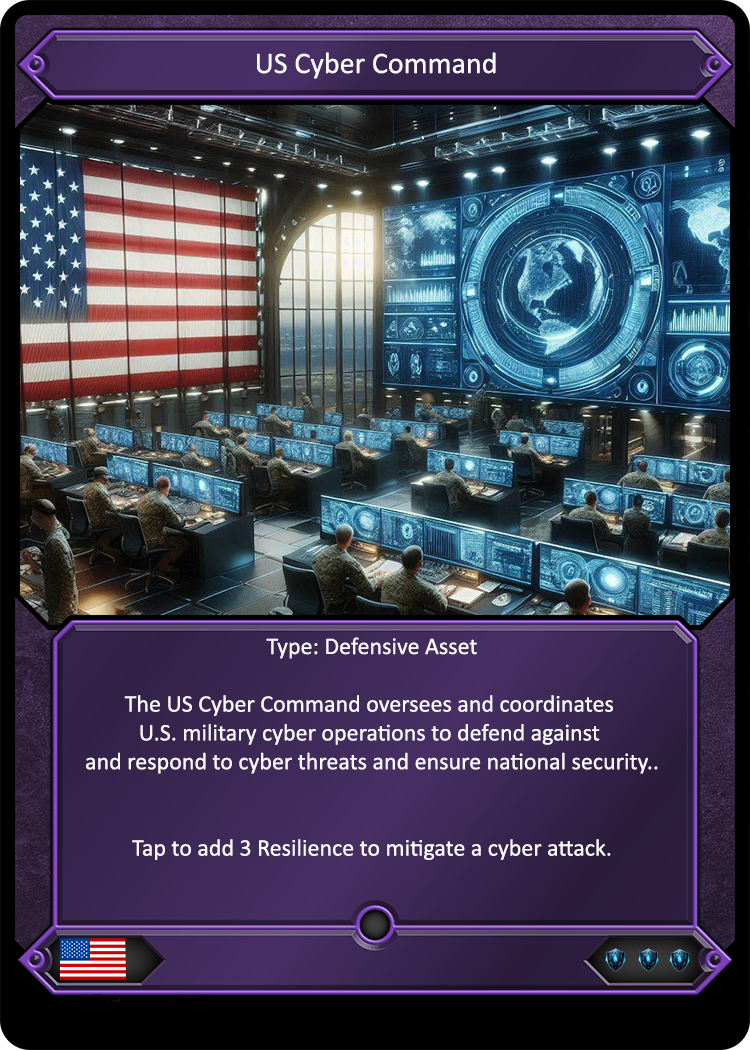 US Cyber Command
Type: Defensive Asset
The US Cyber Command oversees and coordinates
U.S. military cyber operations to defend against
and respond to cyber threats and ensure national security..
Tap to add 3 Resilience to mitigate a cyber attack.